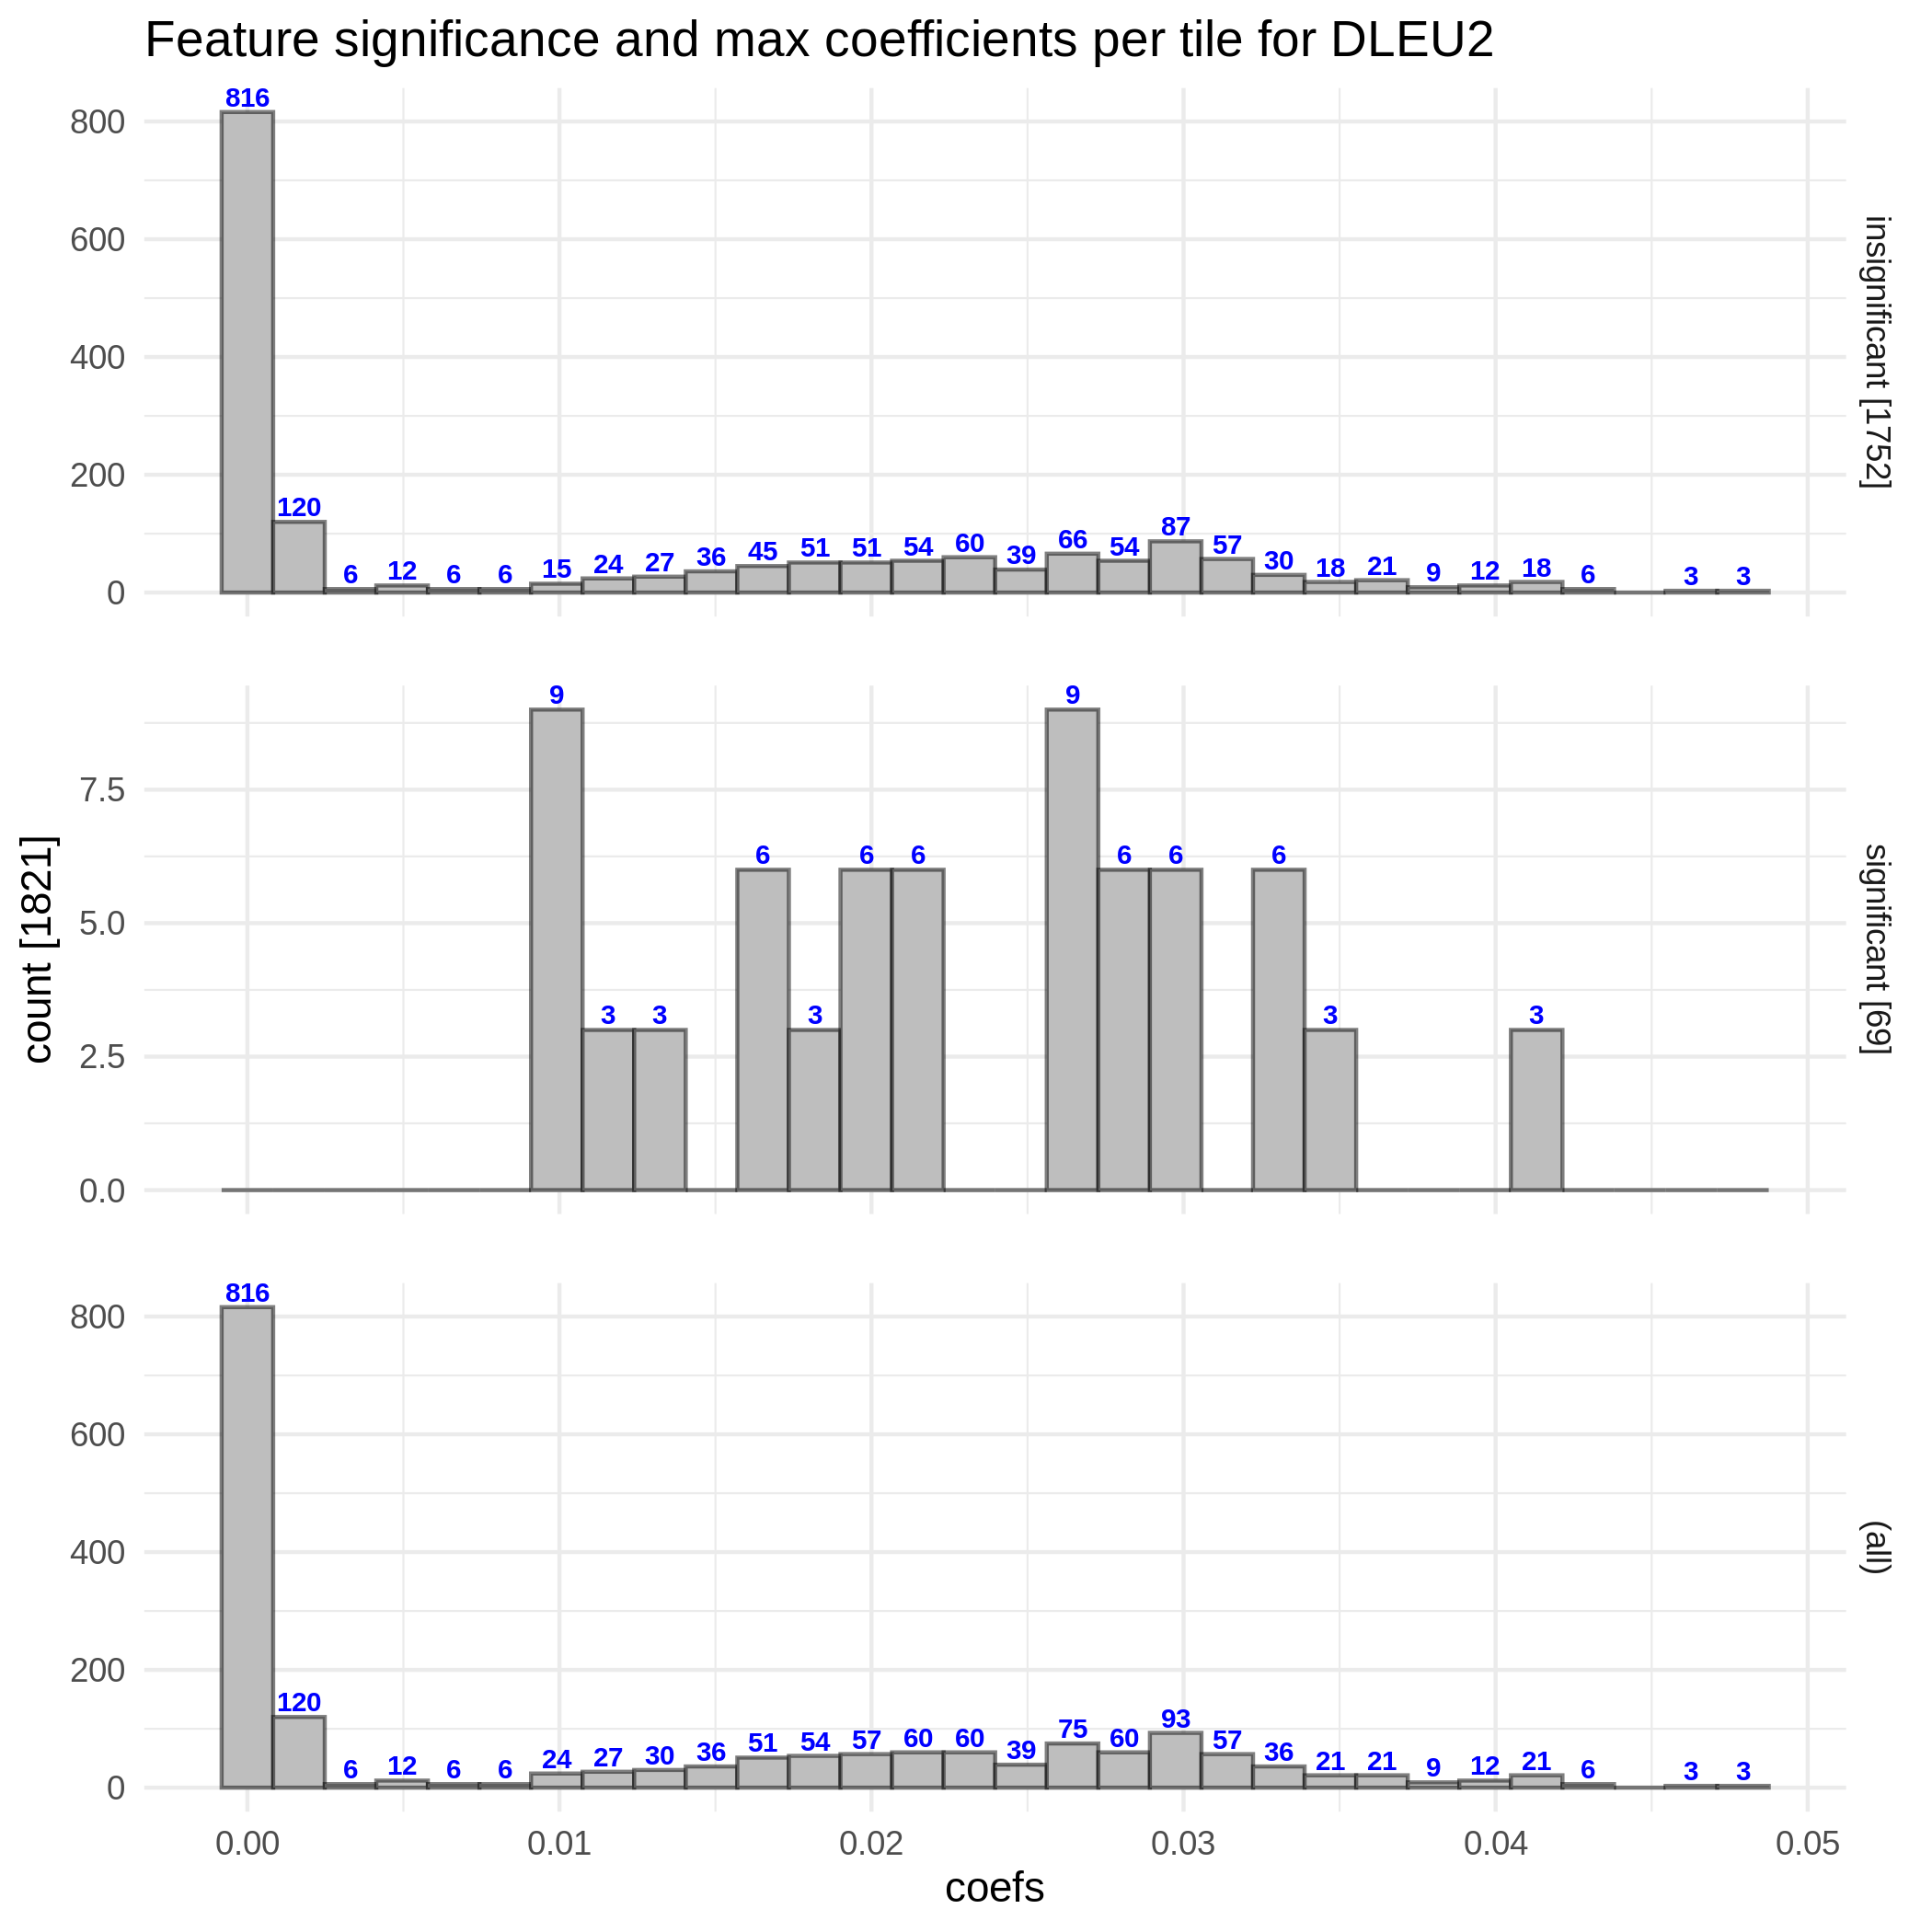 Feature significance and max coefficients per tile for DLEU2
816
800
600
400
200
0
120 6 12 6 6 15 24 27 36 45 51 51 54 60 39 66 54 87 57 30 18 21 9 12 18 6 3 3
insignificant [1752]
count [1821]
7.5
5.0
2.5
0.0
9 3 3 6 3 6 6 9 6 6 6 3 3
significant [69]
816
800
600
400
200
0
120 6 12 6 6 24 27 30 36 51 54 57 60 60 39 75 60 93 57 36 21 21 9 12 21 6 3 3
(all)
0.00 0.01 0.02 0.03 0.04 0.05
coefs